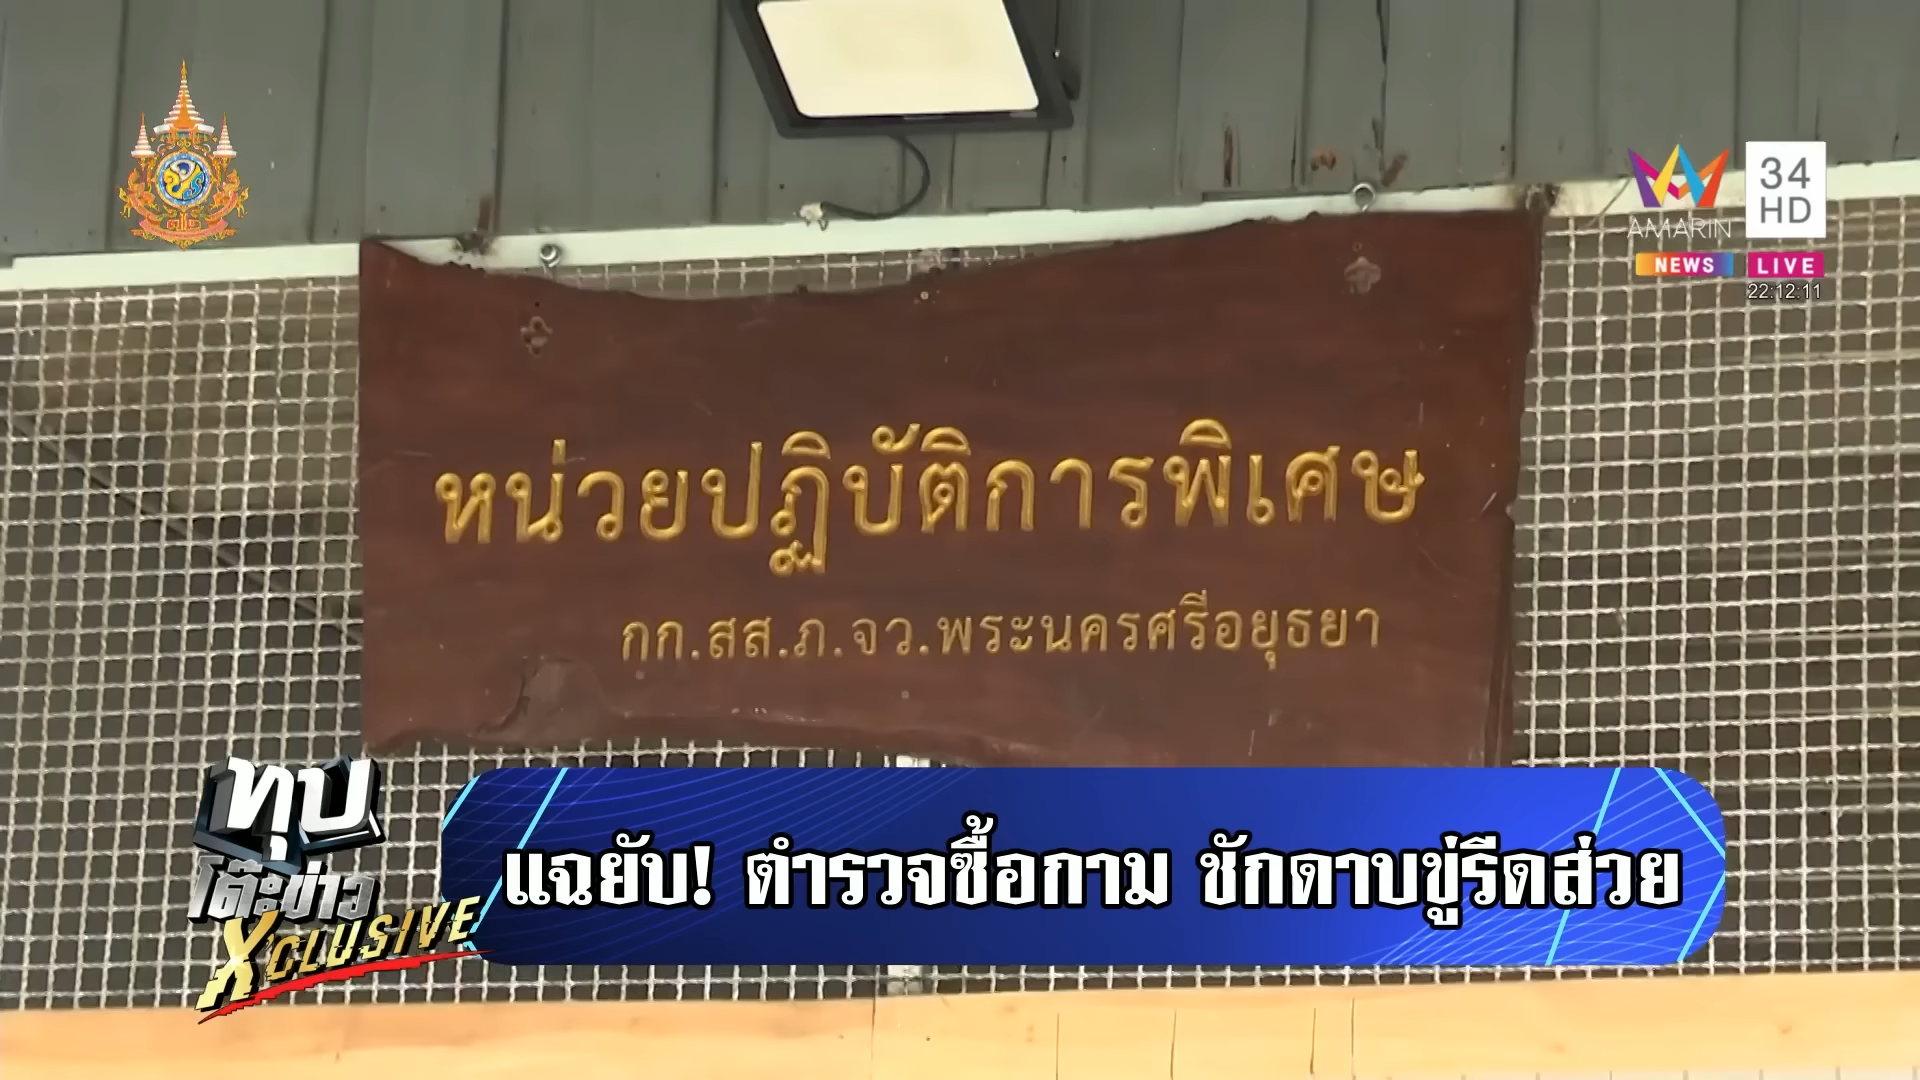 AMARIN
34
HD
NEWS
LIVE
22:12:11
หน่วยปฏิบัติการพิเศษ
กก.สส.ภ.จว.พระนครศรีอยุธยา
ทุบ
โต๊ะข่าว
XCLUSIVE
แฉยับ! ตำรวจซื้อกาม ชักดาบขู่รีดส่วย